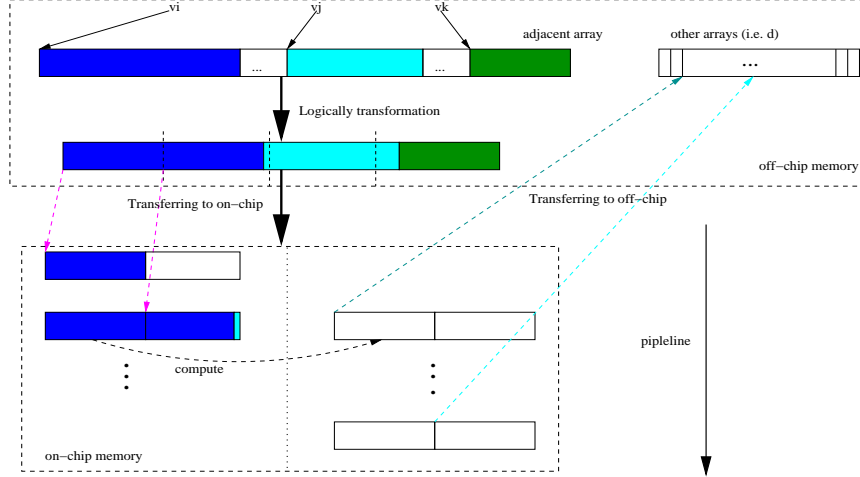 vi
vj
vk
adjacent array
other arrays (i.e. d)
...
...
...
Logically transformation
off−chip memory
Transferring to on−chip
Transferring to off−chip
pipleline
compute
on−chip memory